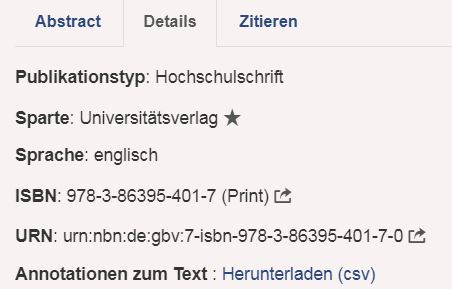 Abstract Details Zitieren
Publikationstyp: Hochschulschrift
Sparte: Universitätsverlag ★
Sprache: englisch
ISBN: 978-3-86395-401-7 (Print)
URN: urn:nbn:de:gbv:7-isbn-978-3-86395-401-7-0
Annotationen zum Text : Herunterladen (csv)